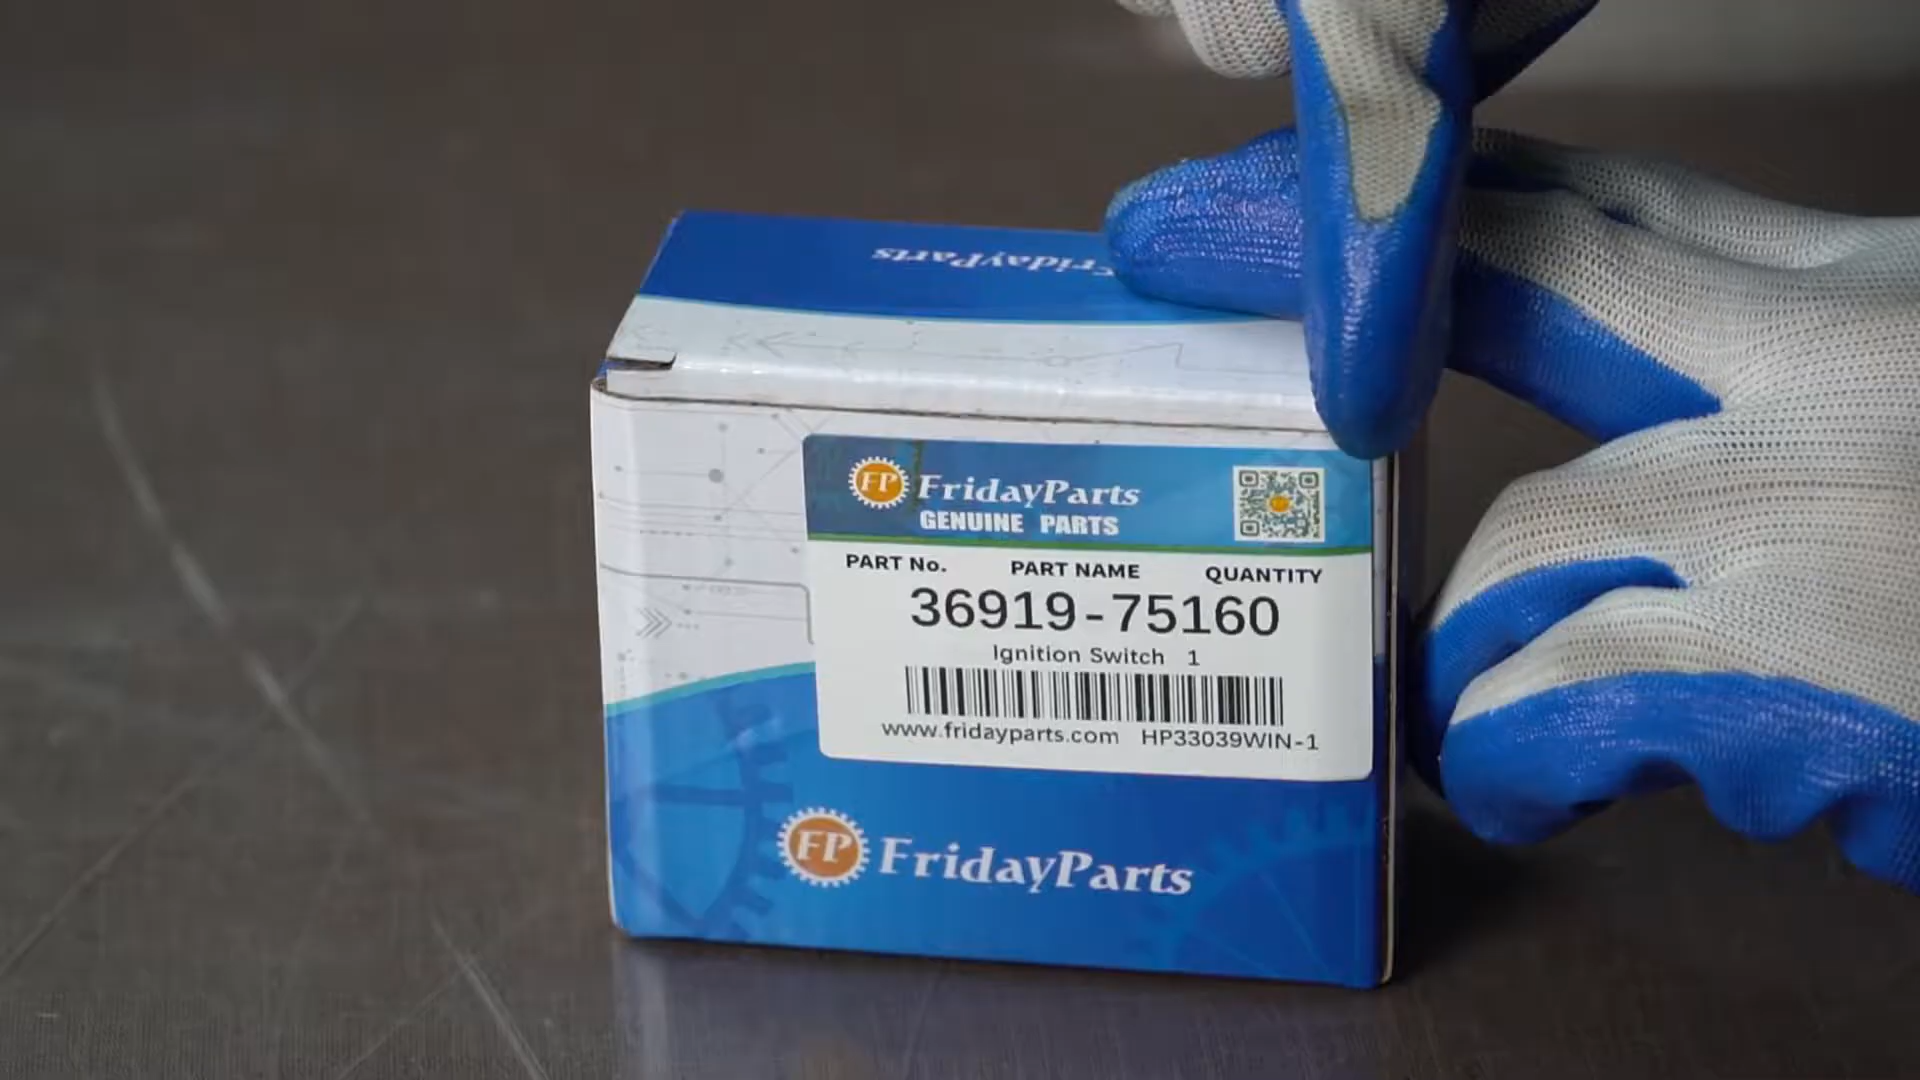 FridayParts
FP FridayParts
GENUINE PARTS
PART No. PART NAME QUANTITY
36919-75160
Ignition Switch 1
www.fridayparts.com HP33039WIN-1
FP FridayParts